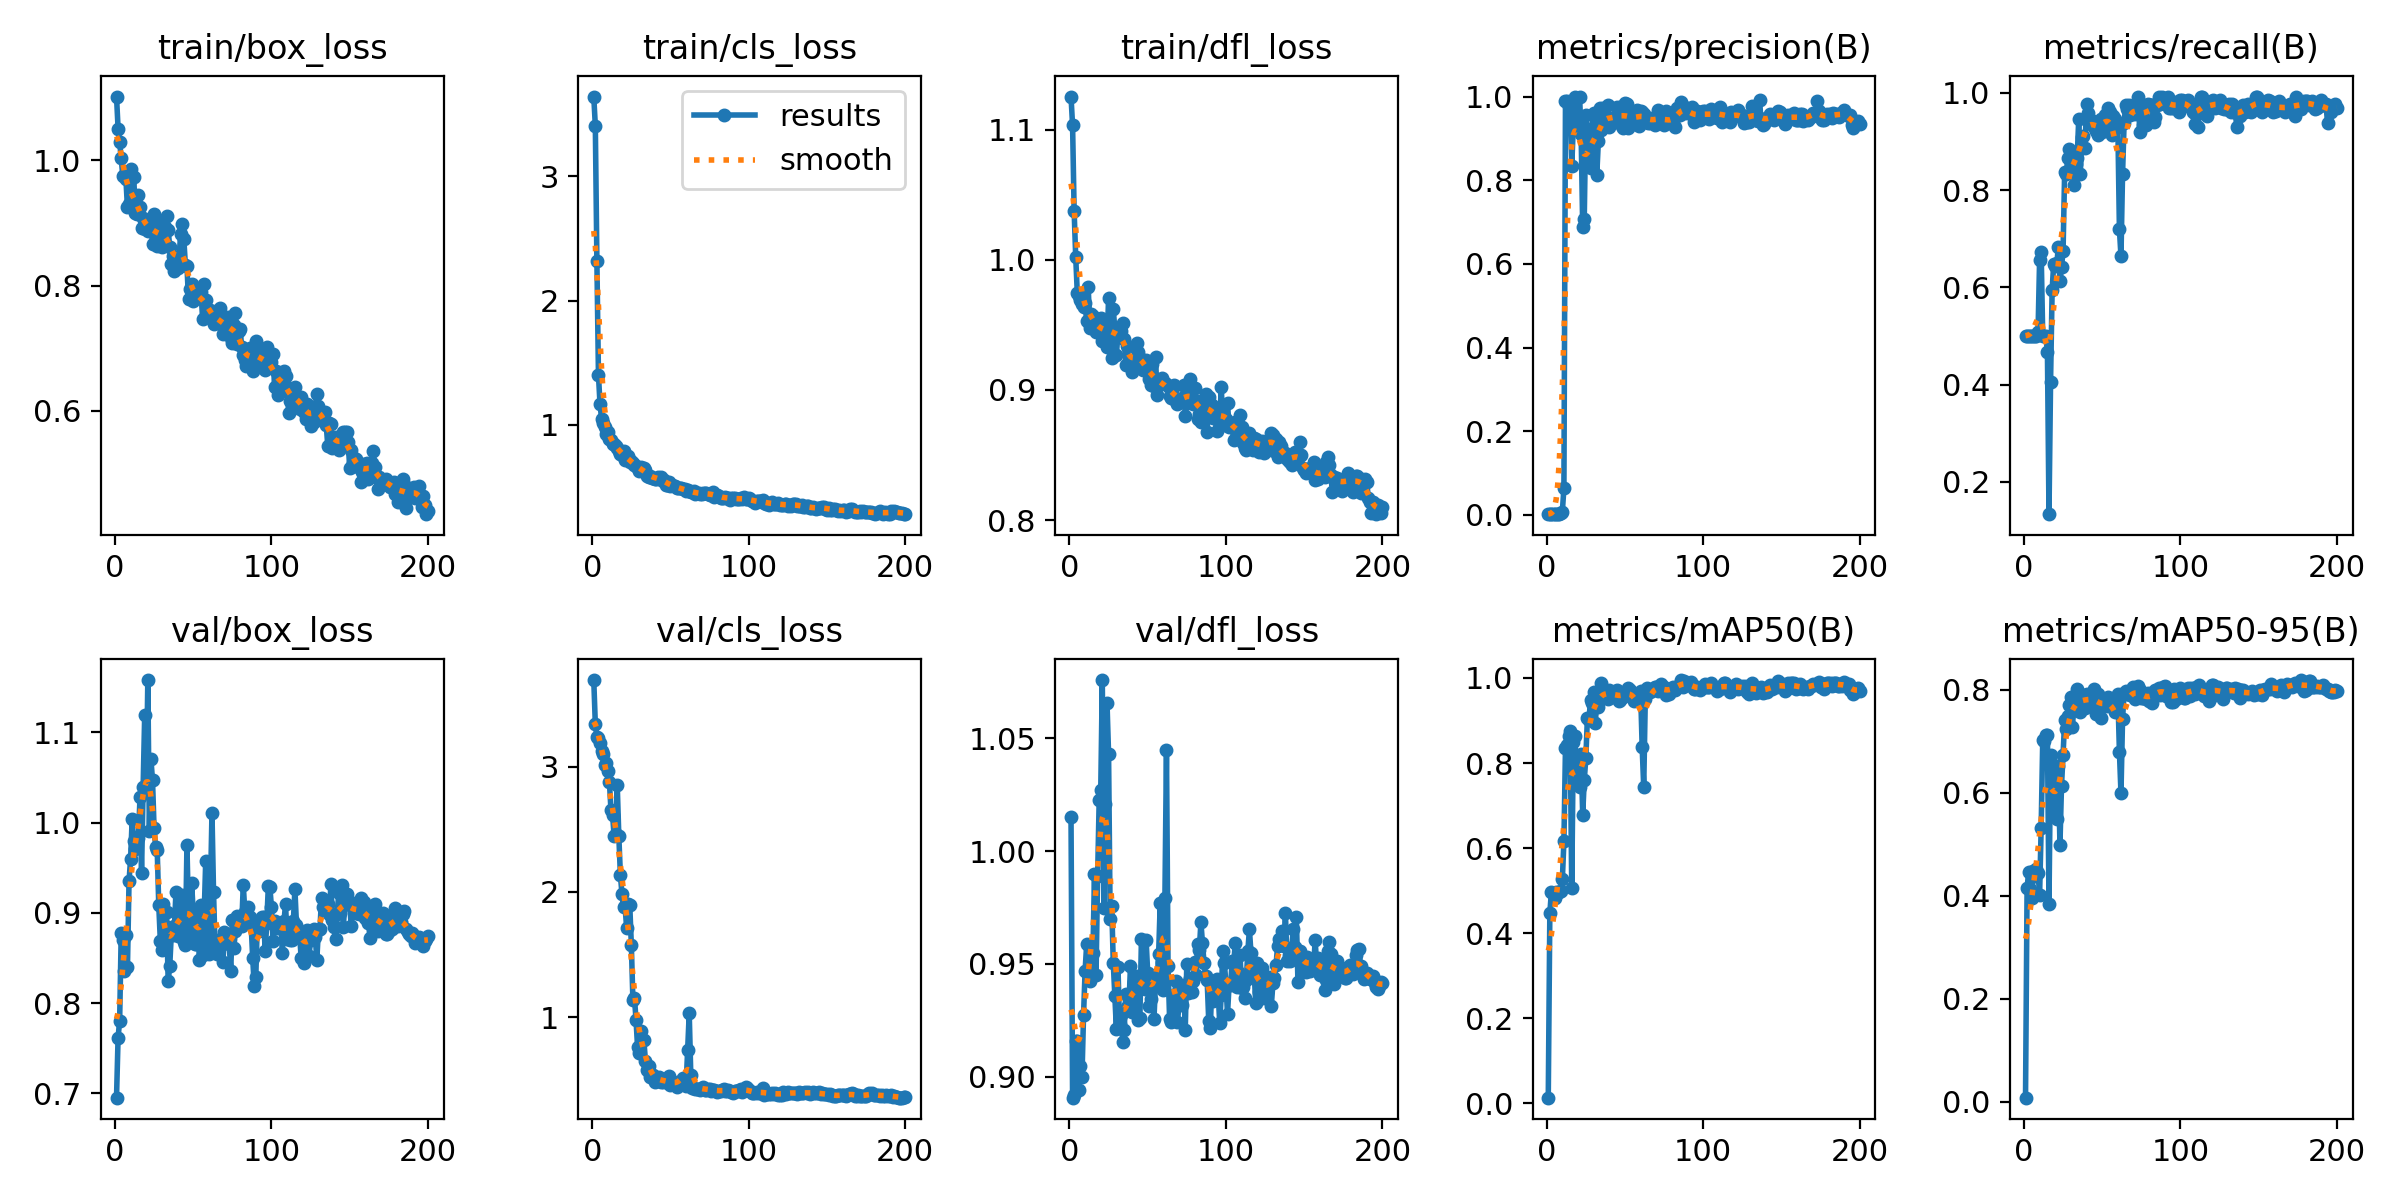 train/box_loss
1.0
0.8
0.6
0 100 200
train/cls_loss
results
smooth
3
2
1
0 100 200
train/dfl_loss
1.1
1.0
0.9
0.8
0 100 200
metrics/precision(B)
1.0
0.8
0.6
0.4
0.2
0.0
0 100 200
metrics/recall(B)
1.0
0.8
0.6
0.4
0.2
0 100 200
val/box_loss
1.1
1.0
0.9
0.8
0.7
0 100 200
val/cls_loss
3
2
1
0 100 200
val/dfl_loss
1.05
1.00
0.95
0.90
0 100 200
metrics/mAP50(B)
1.0
0.8
0.6
0.4
0.2
0.0
0 100 200
metrics/mAP50-95(B)
0.8
0.6
0.4
0.2
0.0
0 100 200